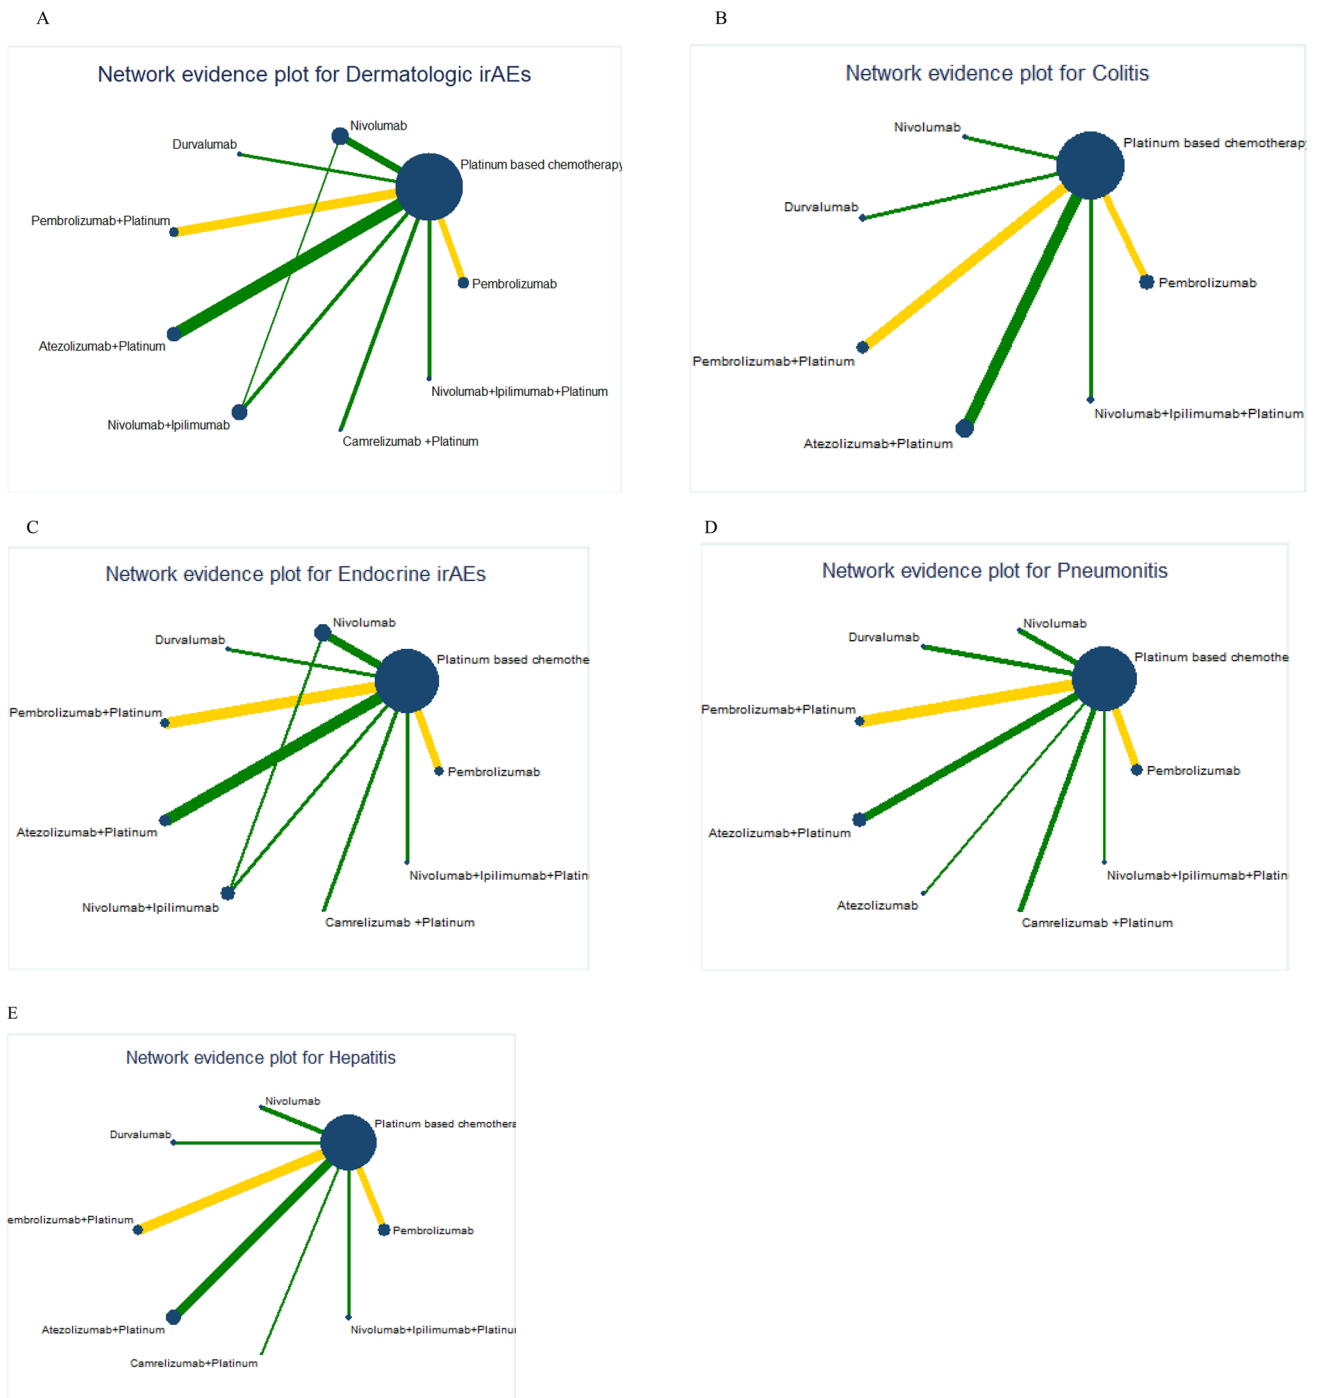 A
B
Network evidence plot for Dermatologic irAEs
Nivolumab
Durvalumab
Platinum based chemotherapy
Pembrolizumab+Platinum
Pembrolizumab
Atezolizumab+Platinum
Nivolumab+Ipilimumab+Platinum
Nivolumab+Ipilimumab
Camrelizumab +Platinum
Network evidence plot for Colitis
Nivolumab
Platinum based chemotherapy
Durvalumab
Pembrolizumab
Pembrolizumab+Platinum
Nivolumab+Ipilimumab+Platinum
Atezolizumab+Platinum
C
D
Network evidence plot for Endocrine irAEs
Nivolumab
Durvalumab
Platinum based chemothe
Pembrolizumab+Platinum
Pembrolizumab
Atezolizumab+Platinum
Nivolumab+Ipilimumab+Platin
Nivolumab+Ipilimumab
Camrelizumab +Platinum
Network evidence plot for Pneumonitis
Nivolumab
Durvalumab
Platinum based chemothe
Pembrolizumab+Platinum
Pembrolizumab
Atezolizumab+Platinum
Nivolumab+Ipilimumab+Platin
Atezolizumab
Camrelizumab +Platinum
E
Network evidence plot for Hepatitis
Nivolumab
Platinum based chemothera
Durvalumab
embrolizumab+Platinum
Pembrolizumab
Atezolizumab+Platinum
Nivolumab+Ipilimumab+Platinu
Camrelizumab+Platinum